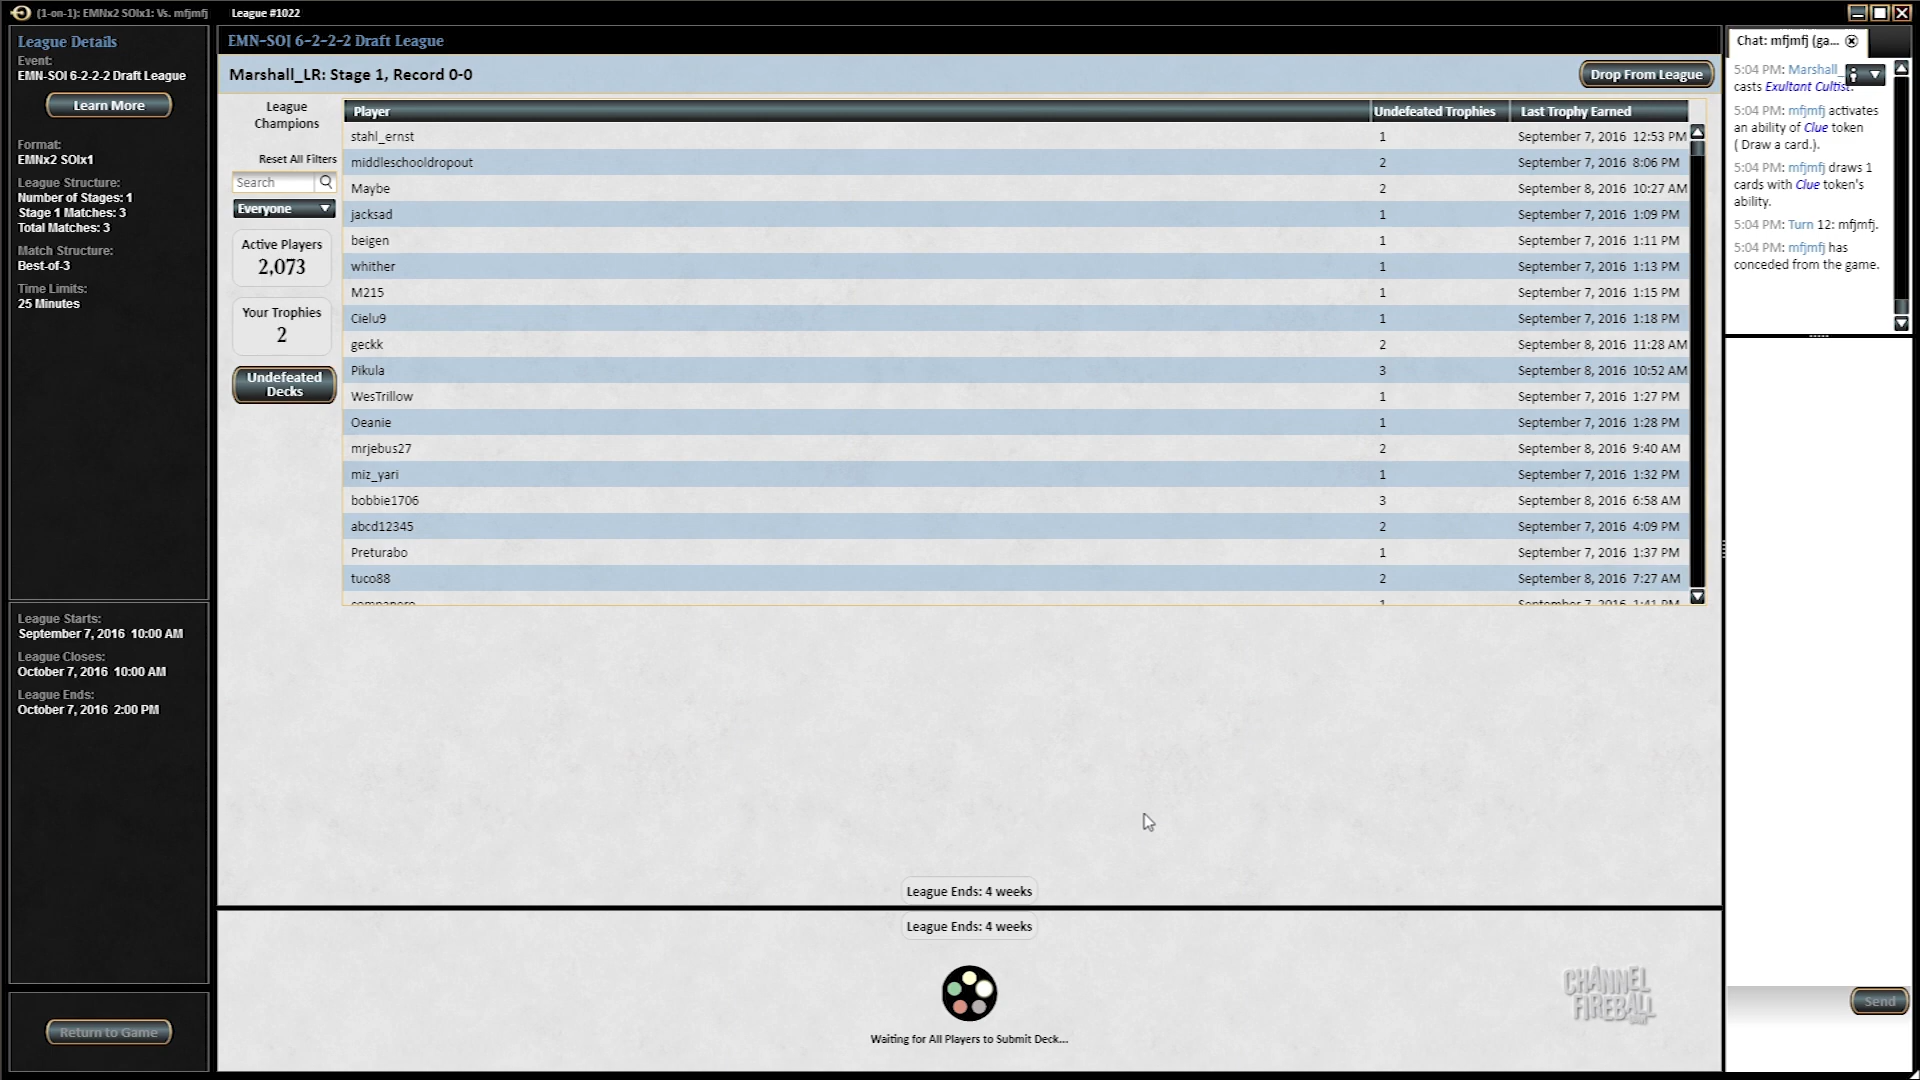 (1-on-1): EMNx2 SOIx1: Vs. mfjmfj
League #1022
League Details
Event:
EMN-SOI 6-2-2-2 Draft League
Learn More
Format:
EMNx2 SOIx1
League Structure:
Number of Stages: 1
Stage 1 Matches: 3
Total Matches: 3
Match Structure:
Best-of-3
Time Limits:
25 Minutes
League Starts:
September 7, 2016 10:00 AM
League Closes:
October 7, 2016 10:00 AM
League Ends:
October 7, 2016 2:00 PM
Return to Game
EMN-SOI 6-2-2-2 Draft League
Marshall_LR: Stage 1, Record 0-0
Drop From League
League
Champions
Reset All Filters
Search
Everyone
Active Players
2,073
Your Trophies
2
Undefeated
Decks
Player Undefeated Trophies Last Trophy Earned
stahl_ernst 1 September 7, 2016 12:53 PM
middleschooldropout 2 September 7, 2016 8:06 PM
Maybe 2 September 8, 2016 10:27 AM
jacksad 1 September 7, 2016 1:09 PM
beigen 1 September 7, 2016 1:11 PM
whither 1 September 7, 2016 1:13 PM
M215 1 September 7, 2016 1:15 PM
Cielu9 1 September 7, 2016 1:18 PM
geckk 2 September 8, 2016 11:28 AM
Pikula 3 September 8, 2016 10:52 AM
WesTrillow 1 September 7, 2016 1:27 PM
Oeanie 1 September 7, 2016 1:28 PM
mrjebus27 2 September 8, 2016 9:40 AM
miz_yari 1 September 7, 2016 1:32 PM
bobbie1706 3 September 8, 2016 6:58 AM
abcd12345 2 September 7, 2016 4:09 PM
Preturabo 1 September 7, 2016 1:37 PM
tuco88 2 September 8, 2016 7:27 AM
1 September 7, 2016 1:41 PM
League Ends: 4 weeks
League Ends: 4 weeks
Waiting for All Players to Submit Deck...
CHANNEL
FIREBALL
Chat: mfjmfj (ga...
5:04 PM: Marshall_
casts Exultant Cultist.
5:04 PM: mfjmfj activates
an ability of Clue token
( Draw a card.).
5:04 PM: mfjmfj draws 1
cards with Clue token's
ability.
5:04 PM: Turn 12: mfjmfj.
5:04 PM: mfjmfj has
conceded from the game.
Send